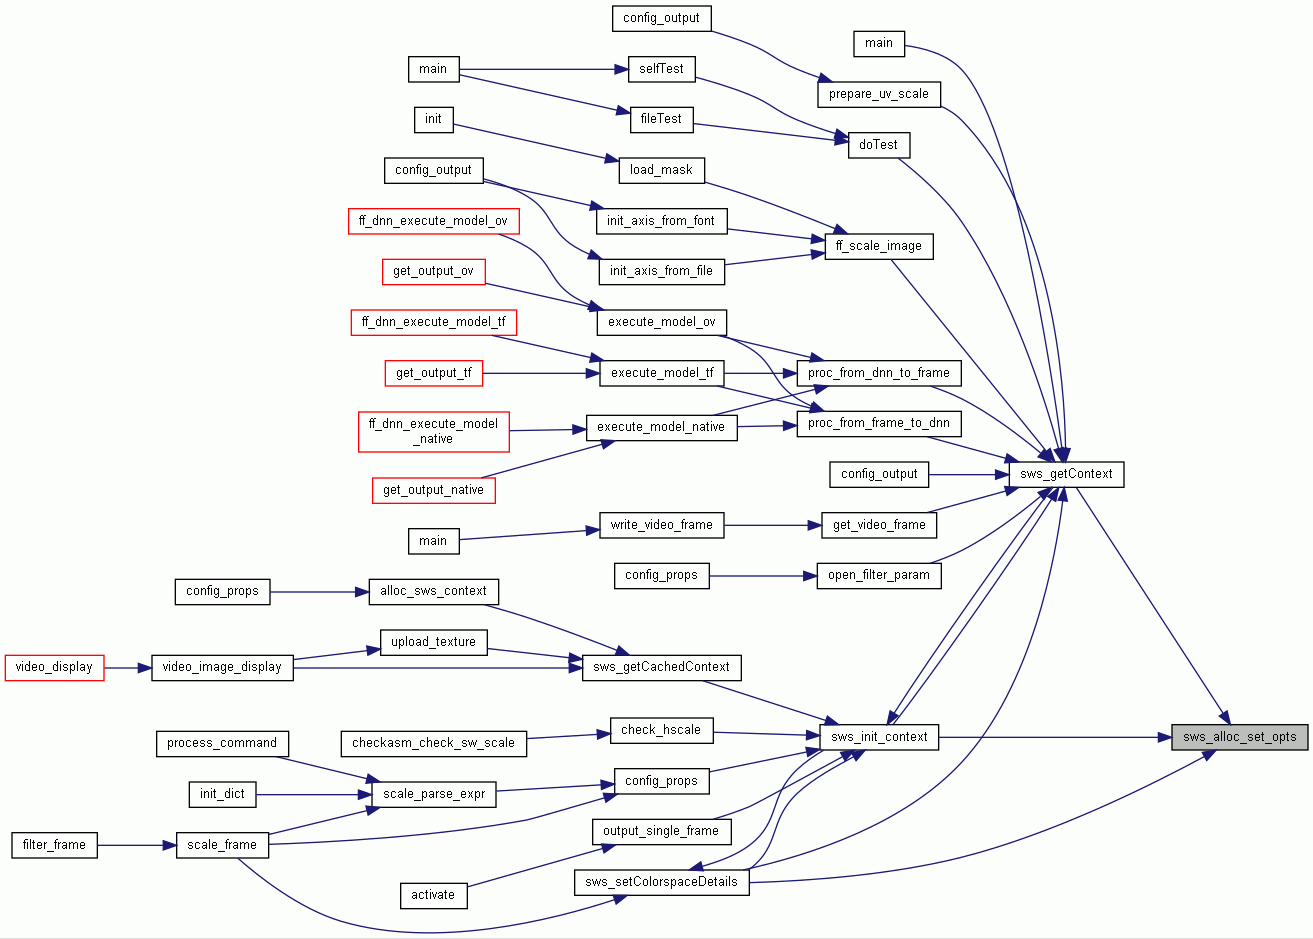 config_output
main
main
selfTest
prepare_uv_scale
init
fileTest
doTest
config_output
load_mask
ff_dnn_execute_model_ov
init_axis_from_font
ff_scale_image
get_output_ov
init_axis_from_file
ff_dnn_execute_model_tf
execute_model_ov
get_output_tf
execute_model_tf
proc_from_dnn_to_frame
ff_dnn_execute_model
_native
execute_model_native
proc_from_frame_to_dnn
get_output_native
config_output
sws_getContext
main
write_video_frame
get_video_frame
config_props
open_filter_param
config_props
alloc_sws_context
upload_texture
video_display
video_image_display
sws_getCachedContext
process_command
checkasm_check_sw_scale
check_hscale
sws_init_context
sws_alloc_set_opts
init_dict
scale_parse_expr
config_props
filter_frame
scale_frame
output_single_frame
activate
sws_setColorspaceDetails